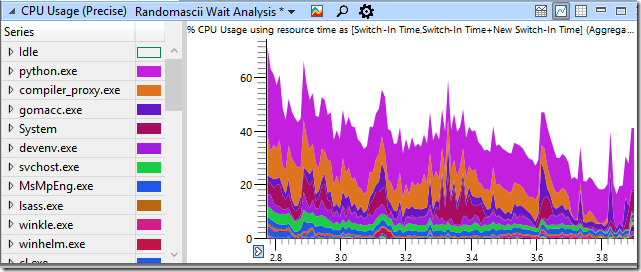 CPU Usage (Precise) Randomascii Wait Analysis *
Series
% CPU Usage using resource time as [Switch-In Time,Switch-In Time+New Switch-In Time] (Aggrega...
Idle
python.exe
compiler_proxy.exe
gomacc.exe
System
devenv.exe
svchost.exe
MsMpEng.exe
lsass.exe
winkle.exe
winhelm.exe
cl.exe
60
40
20
0
2.8 3.0 3.2 3.4 3.6 3.8